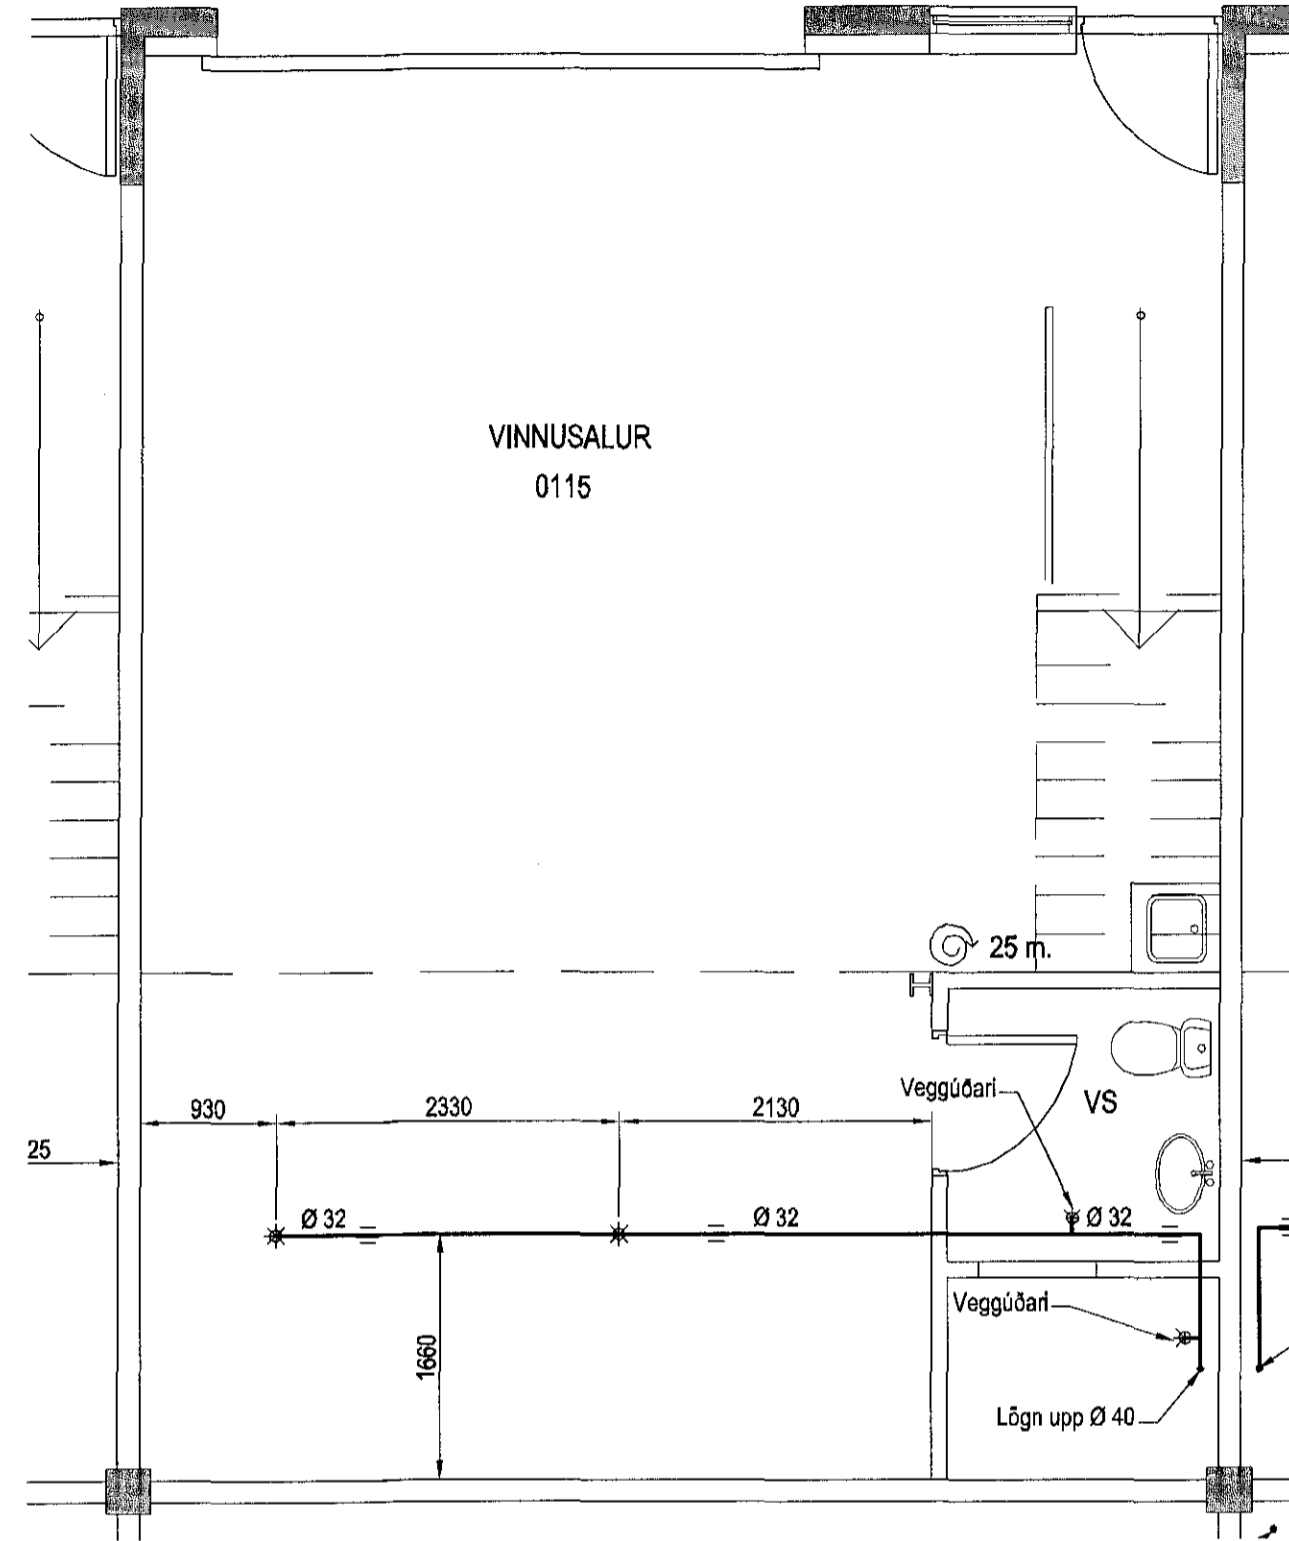 VINNUSALUR
0115
25 m.
Veggúðari
VS
930
2330
2130
25
Ø 32
Ø 32
Ø 32
1660
Veggúðari
Lögn upp Ø 40